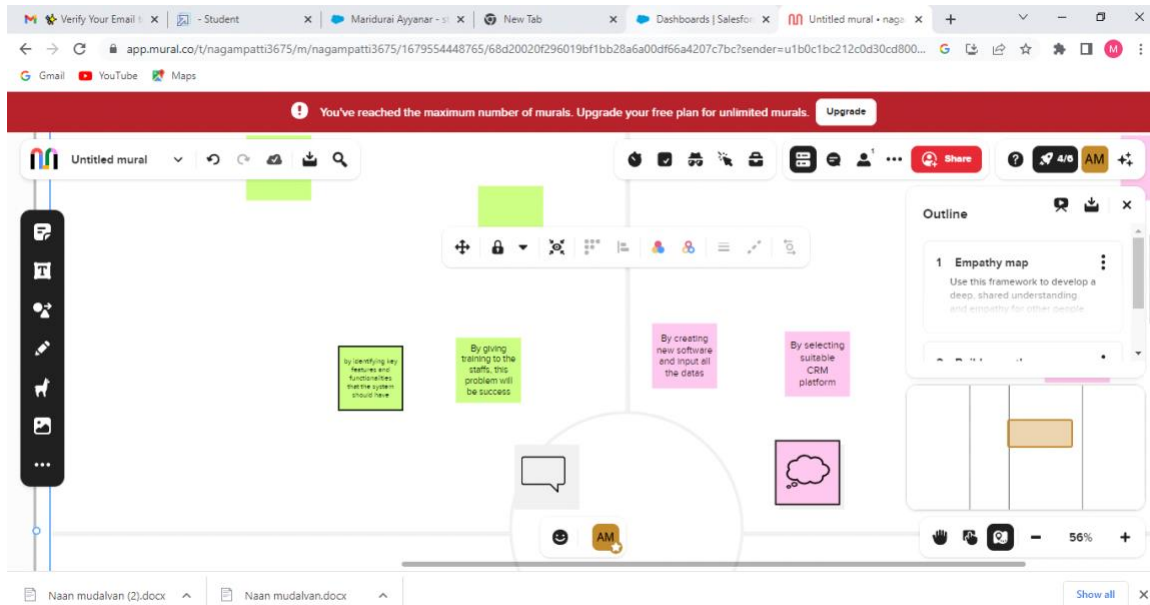 Verify Your Email t
- Student
Maridurai Ayyanar - s
New Tab
Dashboards | Salesfor
Untitled mural • naga
app.mural.co/t/nagampatti3675/m/nagampatti3675/1679554448765/68d20020f296019bf1bb28a6a00df66a4207c7bc?sender=u1b0c1bc212c0d30cd800...
M
Gmail
YouTube
Maps
You've reached the maximum number of murals. Upgrade your free plan for unlimited murals.
Upgrade
Untitled mural
1
Share
4/6
AM
Outline
1 Empathy map
Use this framework to develop a
deep, shared understanding
and empathy for other people
by identifying key
features and
functionalities
that the system
should have
By giving
training to the
staffs, this
problem will
be success
By creating
new software
and input all
the datas
By selecting
suitable
CRM
platform
AM
56%
Naan mudalvan (2).docx
Naan mudalvan.docx
Show all